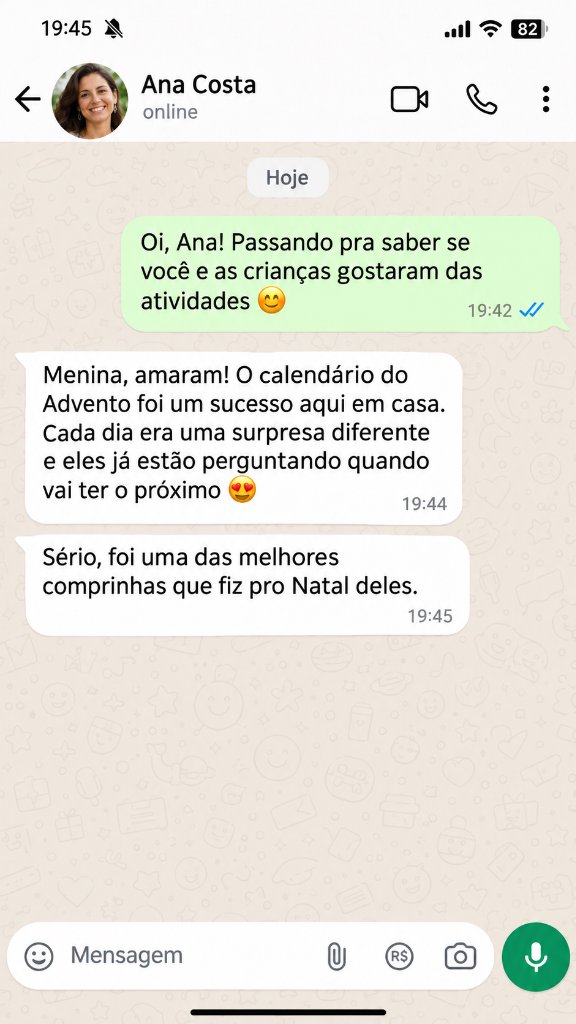 19:45
82
Ana Costa
online
Hoje
Oi, Ana! Passando pra saber se
você e as crianças gostaram das
atividades 😊
19:42
Menina, amaram! O calendário do
Advento foi um sucesso aqui em casa.
Cada dia era uma surpresa diferente
e eles já estão perguntando quando
vai ter o próximo 😍
19:44
Sério, foi uma das melhores
comprinhas que fiz pro Natal deles.
19:45
Mensagem
R$